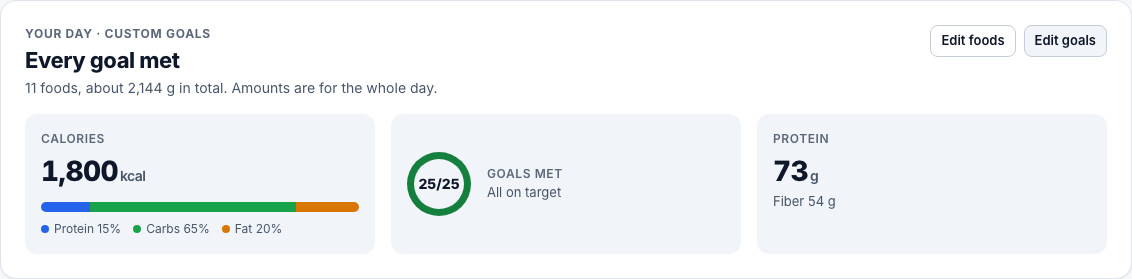 YOUR DAY · CUSTOM GOALS
Every goal met
11 foods, about 2,144 g in total. Amounts are for the whole day.
Edit foods
Edit goals
CALORIES
1,800 kcal
Protein 15% Carbs 65% Fat 20%
25/25
GOALS MET
All on target
PROTEIN
73 g
Fiber 54 g